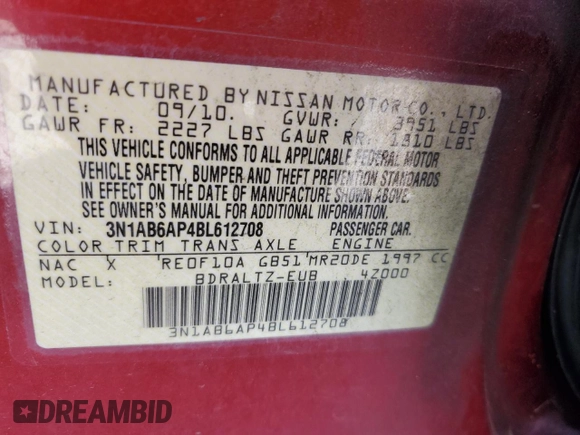 MANUFACTURED BY NISSAN MOTOR CO., LTD.
DATE: 09/10. GVWR: 3951 LBS
GAWR FR: 2227 LBS GAWR RR: 1810 LBS
THIS VEHICLE CONFORMS TO ALL APPLICABLE FEDERAL MOTOR
VEHICLE SAFETY, BUMPER AND THEFT PREVENTION STANDARDS
IN EFFECT ON THE DATE OF MANUFACTURE SHOWN ABOVE.
SEE OWNER'S MANUAL FOR ADDITIONAL INFORMATION.
VIN: 3N1AB6AP4BL612708 PASSENGER CAR.
COLOR TRIM TRANS AXLE ENGINE
NAC X RE0F10A GB51 MR20DE 1997 CC
MODEL: BDRALTZ-EUB 4Z000
3N1AB6AP4BL612708
DREAMBID